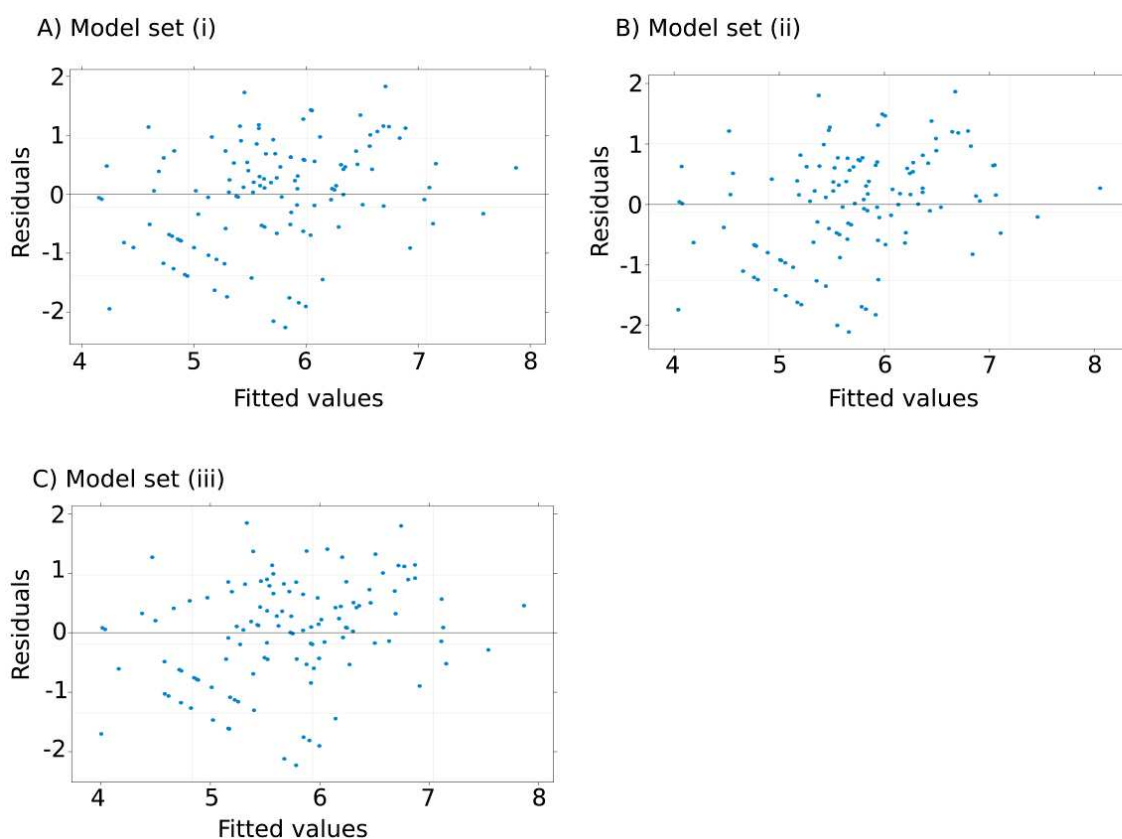 A) Model set (i)
2
1
0
-1
-2
Residuals
4 5 6 7 8
Fitted values
B) Model set (ii)
2
1
0
-1
-2
Residuals
4 5 6 7 8
Fitted values
C) Model set (iii)
2
1
0
-1
-2
Residuals
4 5 6 7 8
Fitted values